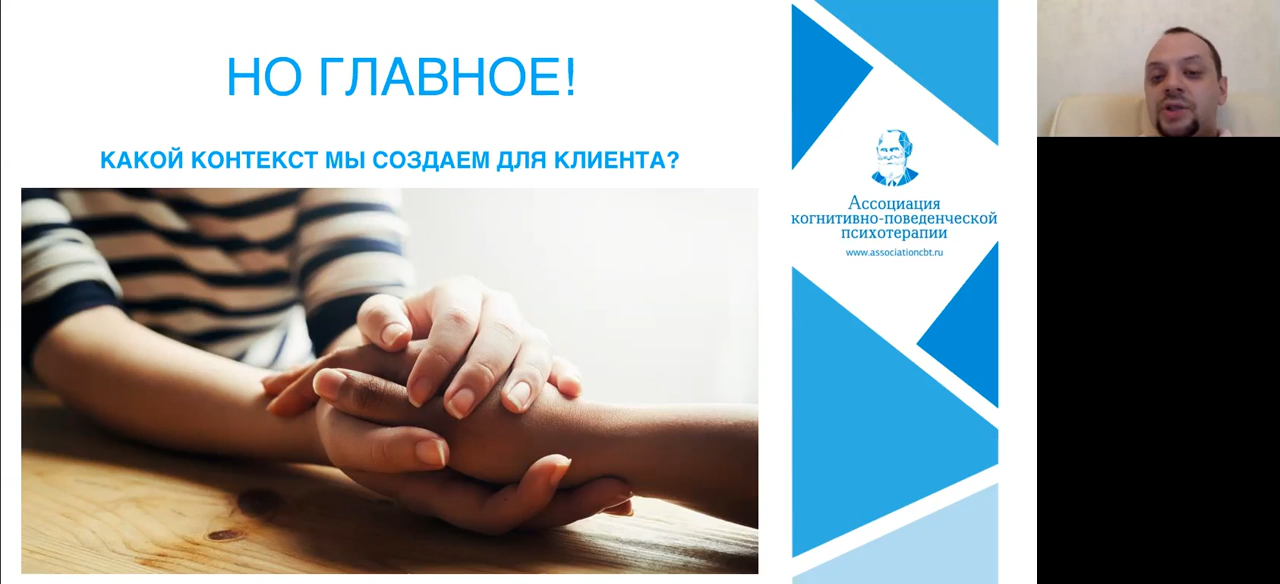 НО ГЛАВНОЕ!
КАКОЙ КОНТЕКСТ МЫ СОЗДАЕМ ДЛЯ КЛИЕНТА?
Ассоциация
когнитивно-поведенческой
психотерапии
www.associationcbt.ru